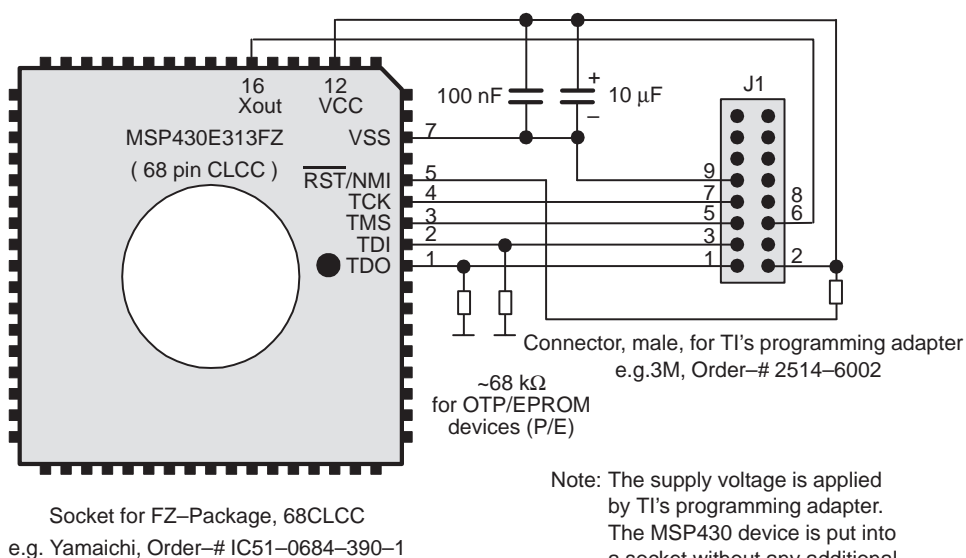 16
Xout
12
VCC
100 nF
+
10 μF
–
J1
MSP430E313FZ
( 68 pin CLCC )
VSS
7
RST/NMI
5
TCK
4
TMS
3
TDI
2
TDO
1
9
7
8
5
6
3
1
2
~68 kΩ
for OTP/EPROM
devices (P/E)
Connector, male, for TI's programming adapter
e.g.3M, Order–# 2514–6002
Socket for FZ–Package, 68CLCC
e.g. Yamaichi, Order–# IC51–0684–390–1
Note: The supply voltage is applied
by TI's programming adapter.
The MSP430 device is put into
a socket without any additional